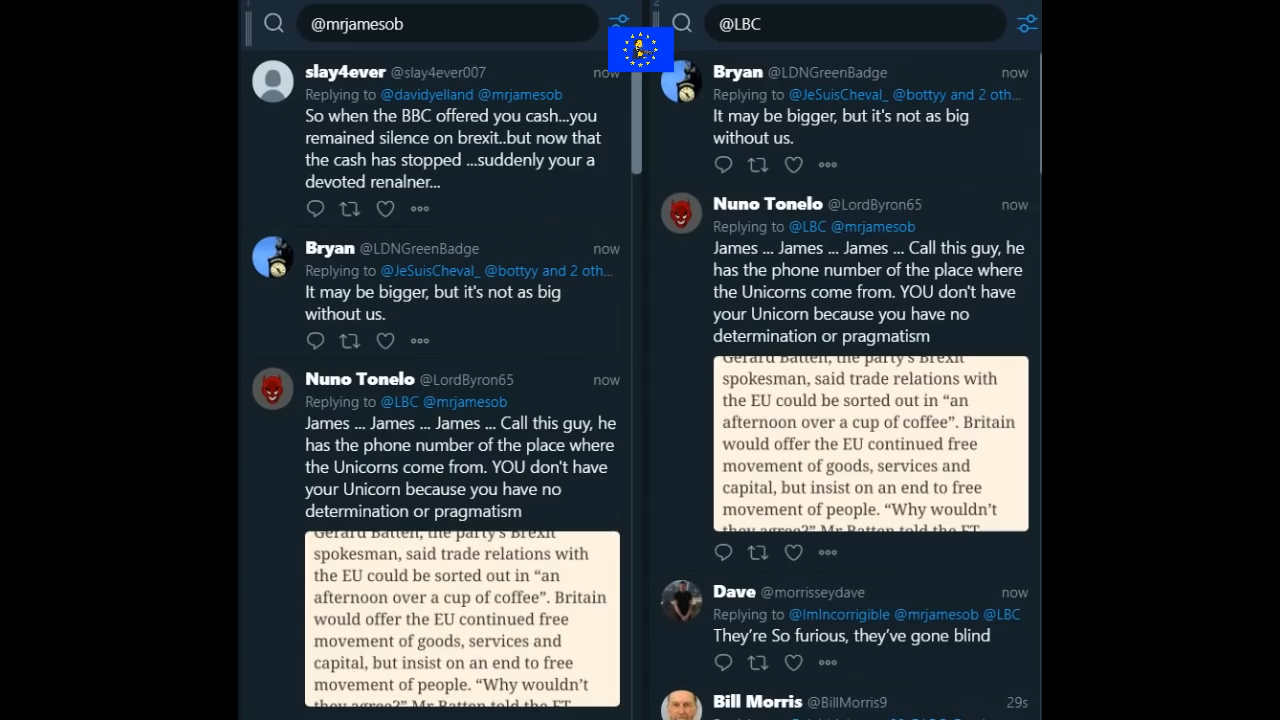 @mrjamesob
slay4ever @slay4ever007 now
Replying to @davidyelland @mrjamesob
So when the BBC offered you cash...you
remained silence on brexit..but now that
the cash has stopped ...suddenly your a
devoted renalner...
Bryan @LDNGreenBadge now
Replying to @JeSuisCheval_ @bottyy and 2 oth...
It may be bigger, but it's not as big
without us.
Nuno Tonelo @LordByron65 now
Replying to @LBC @mrjamesob
James ... James ... James ... Call this guy, he
has the phone number of the place where
the Unicorns come from. YOU don't have
your Unicorn because you have no
determination or pragmatism
Gerard Batten, the party's Brexit
spokesman, said trade relations with
the EU could be sorted out in “an
afternoon over a cup of coffee”. Britain
would offer the EU continued free
movement of goods, services and
capital, but insist on an end to free
movement of people. “Why wouldn’t
they agree?” Mr Batten told the FT
2
@LBC
Bryan @LDNGreenBadge now
Replying to @JeSuisCheval_ @bottyy and 2 oth...
It may be bigger, but it's not as big
without us.
Nuno Tonelo @LordByron65 now
Replying to @LBC @mrjamesob
James ... James ... James ... Call this guy, he
has the phone number of the place where
the Unicorns come from. YOU don't have
your Unicorn because you have no
determination or pragmatism
Gerard Batten, the party's Brexit
spokesman, said trade relations with
the EU could be sorted out in “an
afternoon over a cup of coffee”. Britain
would offer the EU continued free
movement of goods, services and
capital, but insist on an end to free
movement of people. “Why wouldn’t
they agree?” Mr Batten told the FT
Dave @morrisseydave now
Replying to @ImIncorrigible @mrjamesob @LBC
They’re So furious, they’ve gone blind
Bill Morris @BillMorris9 29s